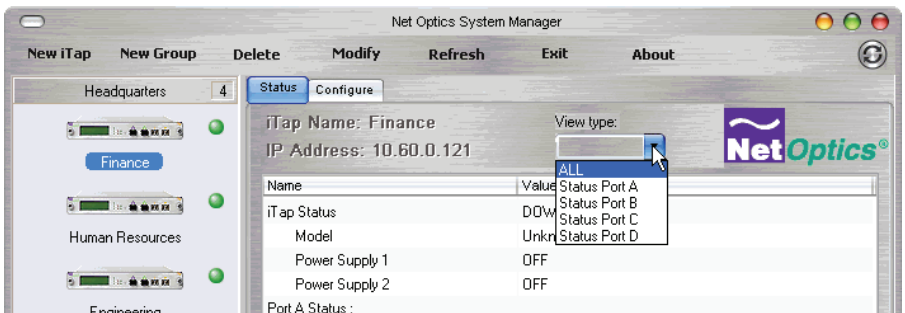 Net Optics System Manager
New iTap New Group Delete Modify Refresh Exit About
Headquarters 4
Status Configure
iTap Name: Finance
View type:
IP Address: 10.60.0.121
Net Optics®
ALL
Finance
Name Value
Status Port A
Status Port B
iTap Status DOW
Status Port C
Human Resources
Model Unkn
Status Port D
Power Supply 1 OFF
Power Supply 2 OFF
Port A Status :
Engineering